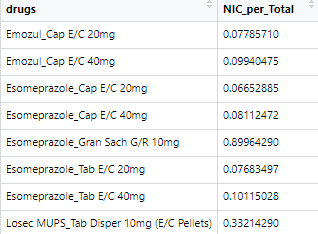 drugs NIC_per_Total
Emozul_Cap E/C 20mg 0.07785710
Emozul_Cap E/C 40mg 0.09940475
Esomeprazole_Cap E/C 20mg 0.06652885
Esomeprazole_Cap E/C 40mg 0.08112472
Esomeprazole_Gran Sach G/R 10mg 0.89964290
Esomeprazole_Tab E/C 20mg 0.07683497
Esomeprazole_Tab E/C 40mg 0.10115028
Losec MUPS_Tab Disper 10mg (E/C Pellets) 0.33214290